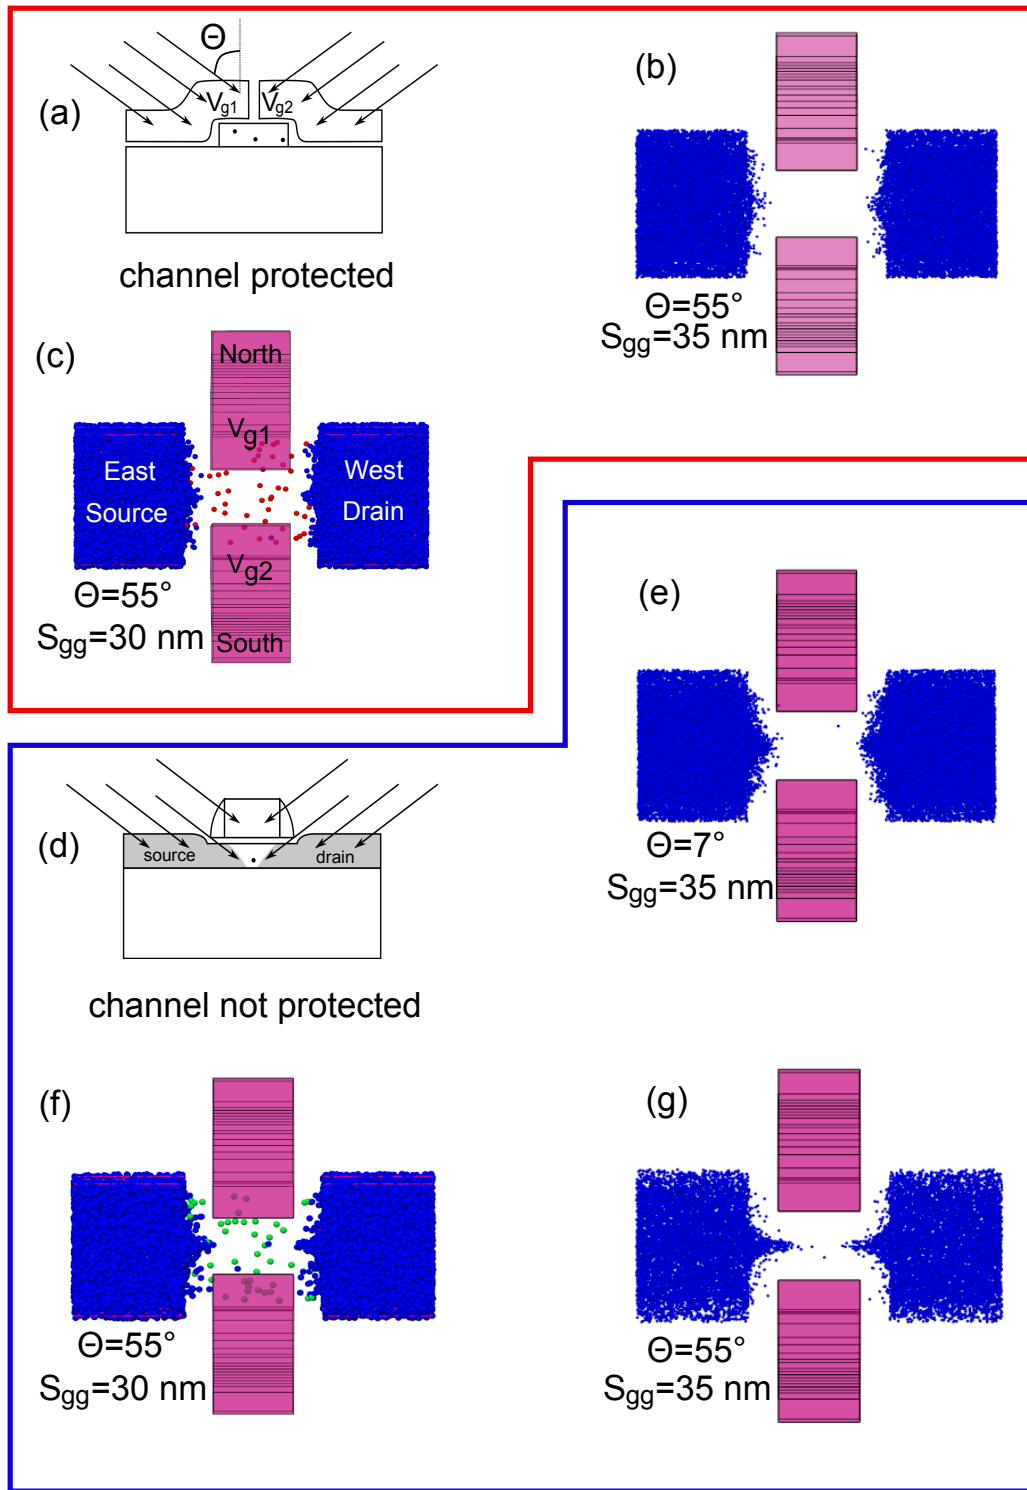 (a)
Θ
Vg1
Vg2
channel protected
(b)
Θ=55°
Sgg=35 nm
(c)
North
Vg1
East
Source
West
Drain
Vg2
South
Θ=55°
Sgg=30 nm
(d)
source
drain
channel not protected
(e)
Θ=7°
Sgg=35 nm
(f)
Θ=55°
Sgg=30 nm
(g)
Θ=55°
Sgg=35 nm